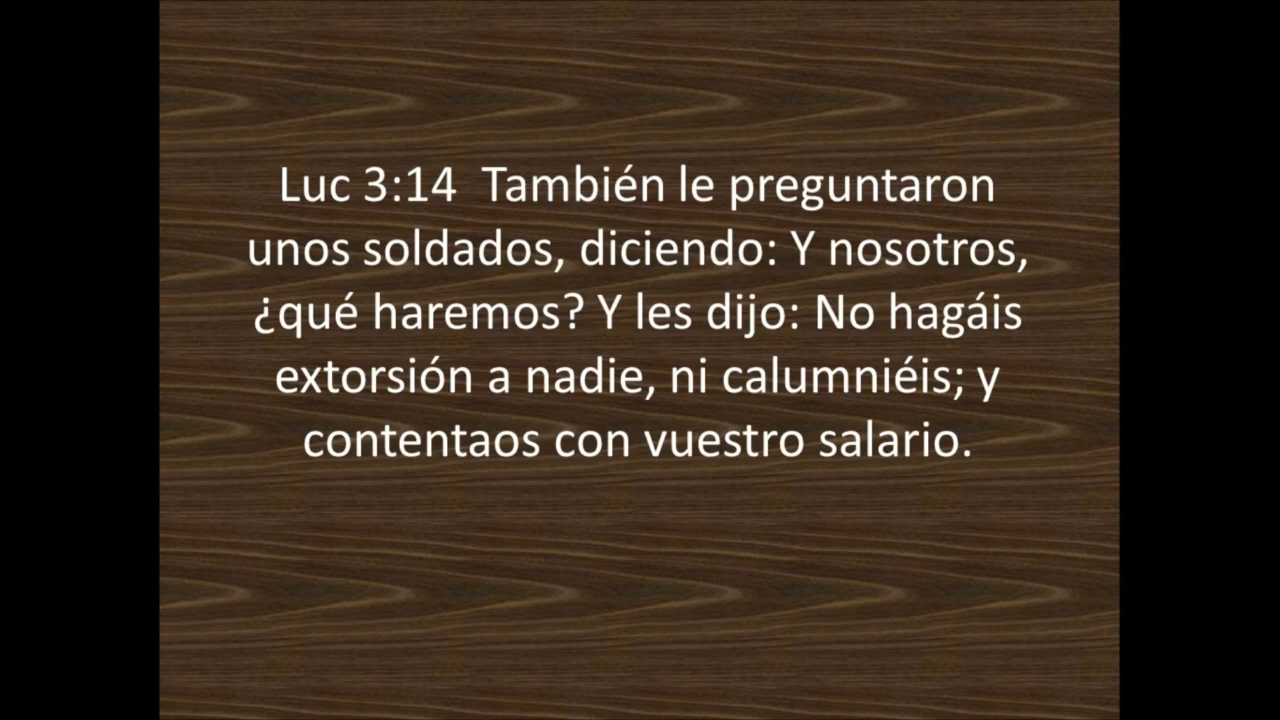 Luc 3:14  También le preguntaron
unos soldados, diciendo: Y nosotros,
¿qué haremos? Y les dijo: No hagáis
extorsión a nadie, ni calumniéis; y
contentaos con vuestro salario.